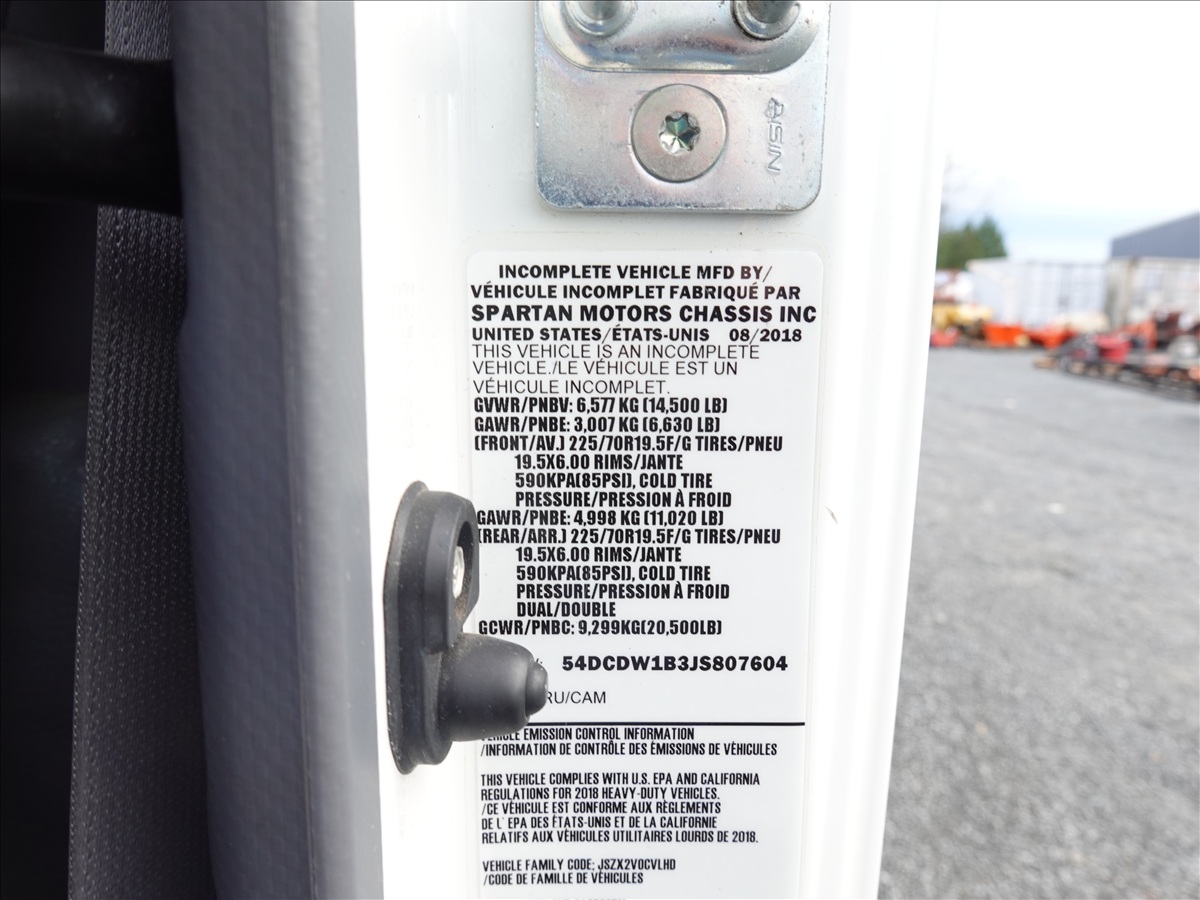 AISIN
INCOMPLETE VEHICLE MFD BY/
VÉHICULE INCOMPLET FABRIQUÉ PAR
SPARTAN MOTORS CHASSIS INC
UNITED STATES/ÉTATS-UNIS 08/2018
THIS VEHICLE IS AN INCOMPLETE
VEHICLE./LE VÉHICULE EST UN
VÉHICULE INCOMPLET.
GVWR/PNBV: 6,577 KG (14,500 LB)
GAWR/PNBE: 3,007 KG (6,630 LB)
(FRONT/AV.) 225/70R19.5F/G TIRES/PNEU
19.5X6.00 RIMS/JANTE
590KPA(85PSI), COLD TIRE
PRESSURE/PRESSION À FROID
GAWR/PNBE: 4,998 KG (11,020 LB)
(REAR/ARR.) 225/70R19.5F/G TIRES/PNEU
19.5X6.00 RIMS/JANTE
590KPA(85PSI), COLD TIRE
PRESSURE/PRESSION À FROID
DUAL/DOUBLE
GCWR/PNBC: 9,299KG(20,500LB)
54DCDW1B3JS807604
RU/CAM
VEHICLE EMISSION CONTROL INFORMATION
/INFORMATION DE CONTRÔLE DES ÉMISSIONS DE VÉHICULES
THIS VEHICLE COMPLIES WITH U.S. EPA AND CALIFORNIA
REGULATIONS FOR 2018 HEAVY-DUTY VEHICLES.
/CE VÉHICULE EST CONFORME AUX RÈGLEMENTS
DE L' EPA DES ÉTATS-UNIS ET DE LA CALIFORNIE
RELATIFS AUX VÉHICULES UTILITAIRES LOURDS DE 2018.
VEHICLE FAMILY CODE: JSZX2VOCVLHD
/CODE DE FAMILLE DE VÉHICULES